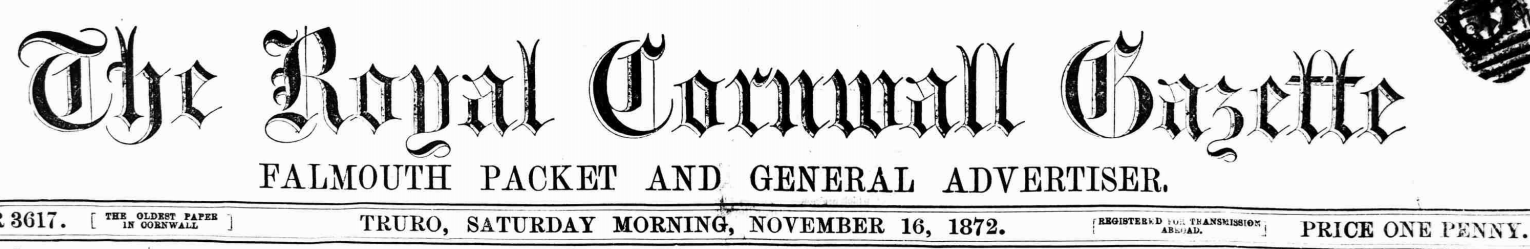 The Royal Cornwall Gazette
FALMOUTH PACKET AND GENERAL ADVERTISER.
3617. [ THE OLDEST PAPER IN CORNWALL ] TRURO, SATURDAY MORNING, NOVEMBER 16, 1872. [REGISTERED FOR TRANSMISSION ABROAD.] PRICE ONE PENNY.